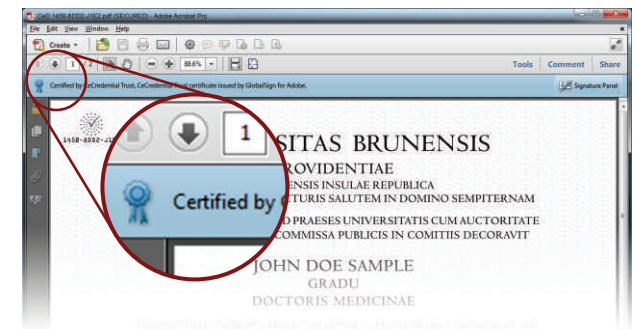 CeD 1458-8DD2-J1E2.pdf (SECURED) - Adobe Acrobat Pro
File Edit View Window Help
Create
1 / 2 88.6%
Tools Comment Share
Certified by CeCredential Trust, CeCredential Trust certificate issued by GlobalSign for Adobe.
Signature Panel
1
SITAS BRUNENSIS
ROVIDENTIAE
ENSIS INSULAE REPUBLICA
CTURIS SALUTEM IN DOMINO SEMPITERNAM
Certified by
D PRAESES UNIVERSITATIS CUM AUCTORITATE
COMMISSA PUBLICIS IN COMITIIS DECORAVIT
JOHN DOE SAMPLE
GRADU
DOCTORIS MEDICINAE